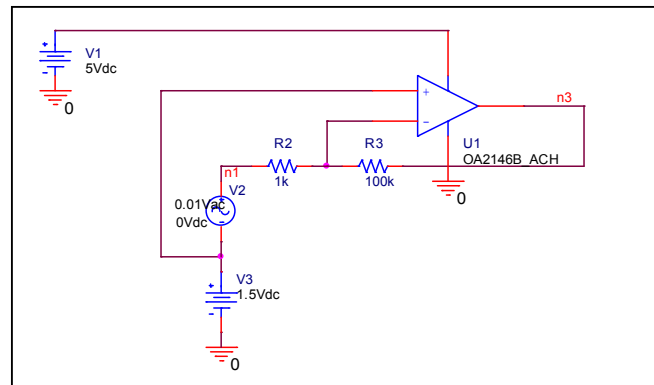 V1
5Vdc
0
+
-
n3
R2
R3
U1
1k
100k
OA2146B_ACH
n1
V2
0.01Vac
0Vdc
0
V3
1.5Vdc
0